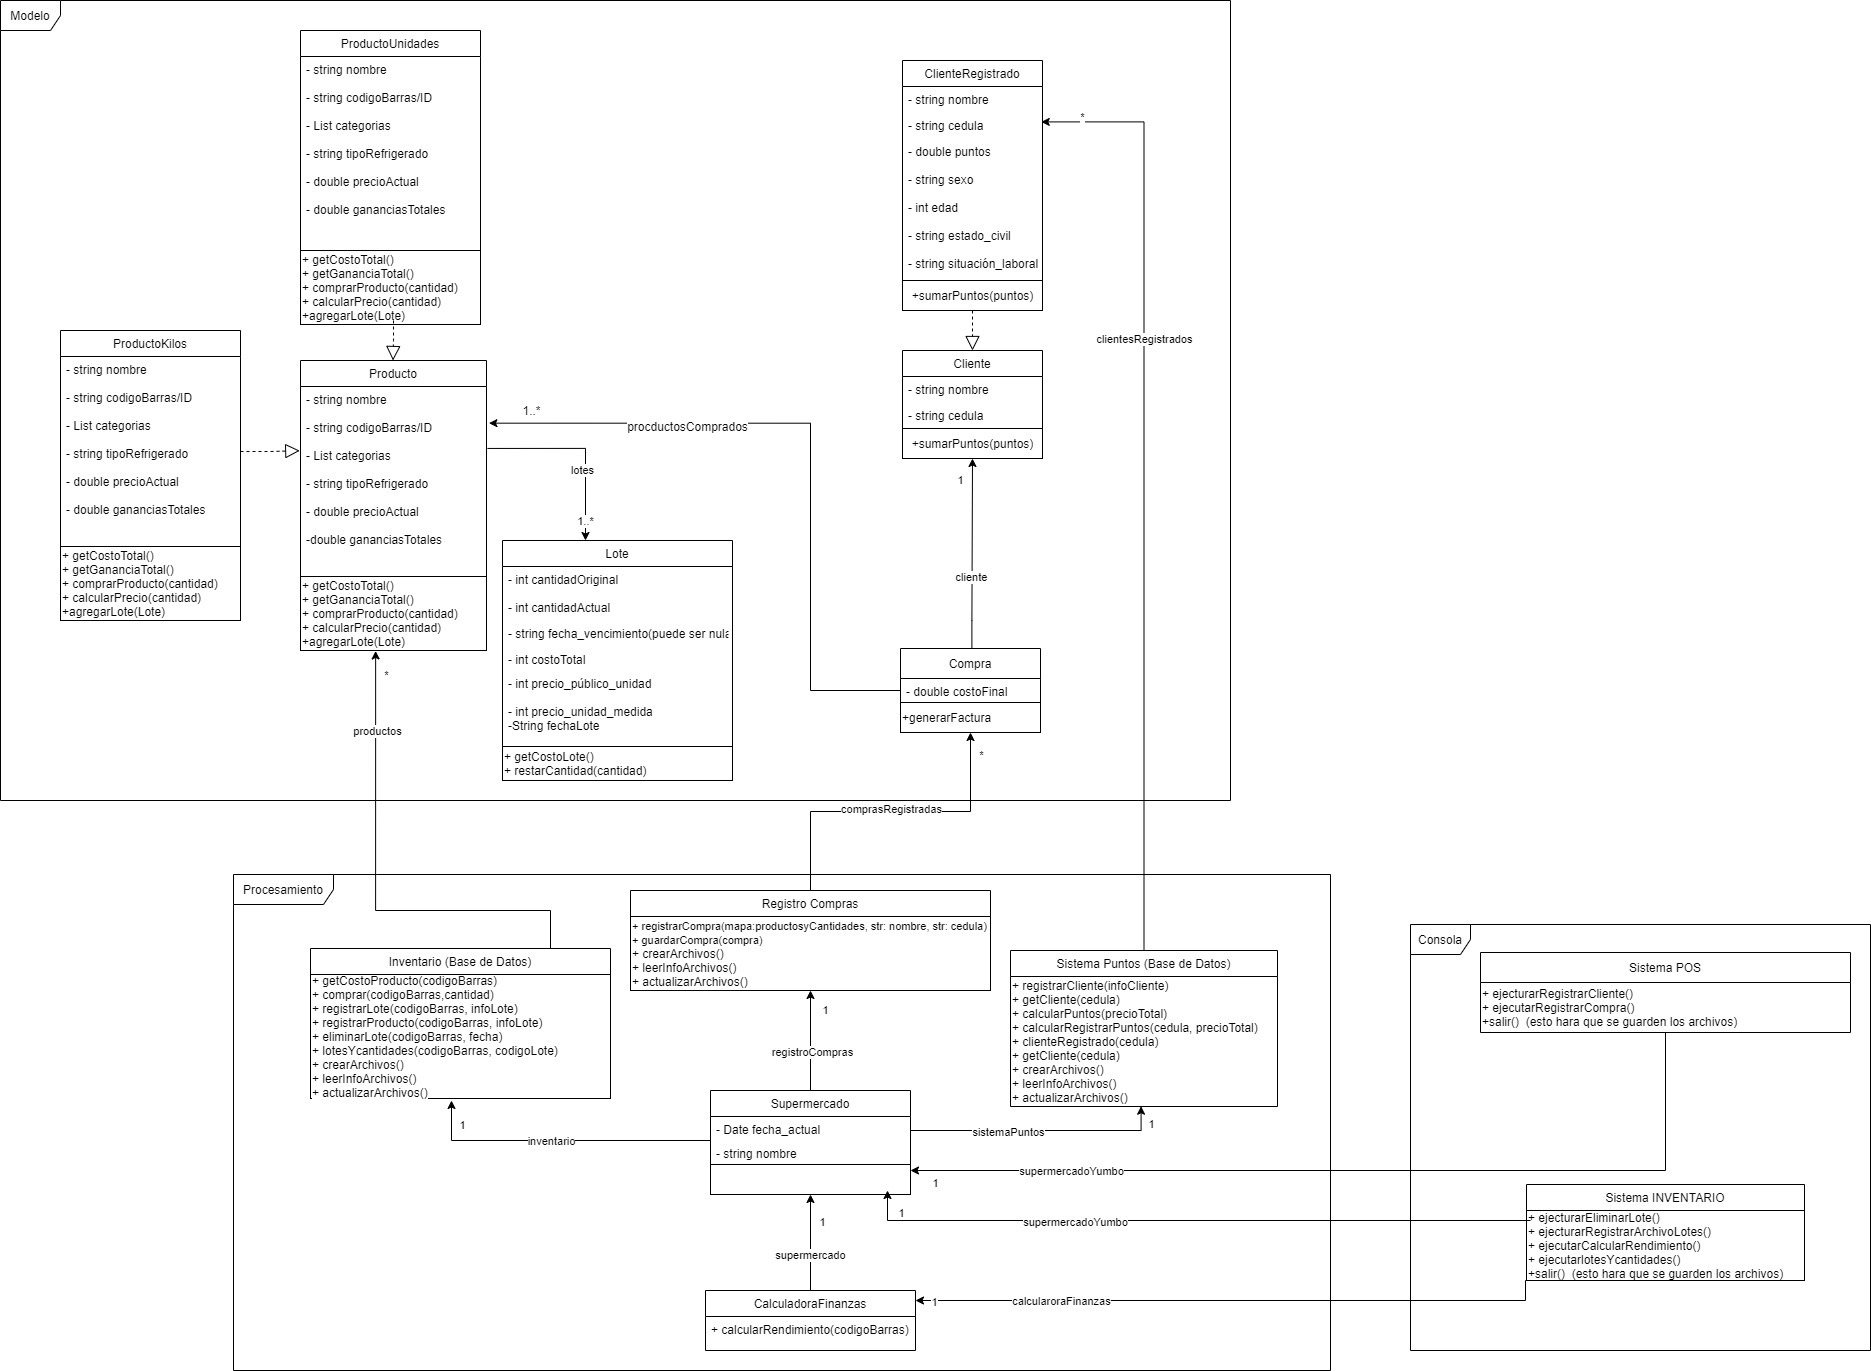 Modelo
ProductoUnidades
- string nombre
- string codigoBarras/ID
- List categorias
- string tipoRefrigerado
- double precioActual
- double gananciasTotales
+ getCostoTotal()
+ getGananciaTotal()
+ comprarProducto(cantidad)
+ calcularPrecio(cantidad)
+agregarLote(Lote)
ClienteRegistrado
- string nombre
- string cedula
- double puntos
- string sexo
- int edad
- string estado_civil
- string situación_laboral
+sumarPuntos(puntos)
*
clientesRegistrados
ProductoKilos
- string nombre
- string codigoBarras/ID
- List categorias
- string tipoRefrigerado
- double precioActual
- double gananciasTotales
+ getCostoTotal()
+ getGananciaTotal()
+ comprarProducto(cantidad)
+ calcularPrecio(cantidad)
+agregarLote(Lote)
Producto
- string nombre
- string codigoBarras/ID
- List categorias
- string tipoRefrigerado
- double precioActual
-double gananciasTotales
+ getCostoTotal()
+ getGananciaTotal()
+ comprarProducto(cantidad)
+ calcularPrecio(cantidad)
+agregarLote(Lote)
Cliente
- string nombre
- string cedula
+sumarPuntos(puntos)
1..*
procductosComprados
lotes
1..*
1
cliente
Lote
- int cantidadOriginal
- int cantidadActual
- string fecha_vencimiento(puede ser nula
- int costoTotal
- int precio_público_unidad
- int precio_unidad_medida
-String fechaLote
+ getCostoLote()
+ restarCantidad(cantidad)
Compra
- double costoFinal
+generarFactura
*
productos
*
comprasRegistradas
Procesamiento
Registro Compras
+ registrarCompra(mapa:productosyCantidades, str: nombre, str: cedula)
+ guardarCompra(compra)
+ crearArchivos()
+ leerInfoArchivos()
+ actualizarArchivos()
Inventario (Base de Datos)
+ getCostoProducto(codigoBarras)
+ comprar(codigoBarras,cantidad)
+ registrarLote(codigoBarras, infoLote)
+ registrarProducto(codigoBarras, infoLote)
+ eliminarLote(codigoBarras, fecha)
+ lotesYcantidades(codigoBarras, codigoLote)
+ crearArchivos()
+ leerInfoArchivos()
+ actualizarArchivos()
Sistema Puntos (Base de Datos)
+ registrarCliente(infoCliente)
+ getCliente(cedula)
+ calcularPuntos(precioTotal)
+ calcularRegistrarPuntos(cedula, precioTotal)
+ clienteRegistrado(cedula)
+ getCliente(cedula)
+ crearArchivos()
+ leerInfoArchivos()
+ actualizarArchivos()
Consola
Sistema POS
+ ejecturarRegistrarCliente()
+ ejecutarRegistrarCompra()
+salir()  (esto hara que se guarden los archivos)
1
registroCompras
Supermercado
- Date fecha_actual
- string nombre
1
inventario
sistemaPuntos
1
supermercadoYumbo
1
1
supermercadoYumbo
Sistema INVENTARIO
+ ejecturarEliminarLote()
+ ejecturarRegistrarArchivoLotes()
+ ejecutarCalcularRendimiento()
+ ejecutarlotesYcantidades()
+salir()  (esto hara que se guarden los archivos)
1
supermercado
CalculadoraFinanzas
+ calcularRendimiento(codigoBarras)
1
calcularoraFinanzas